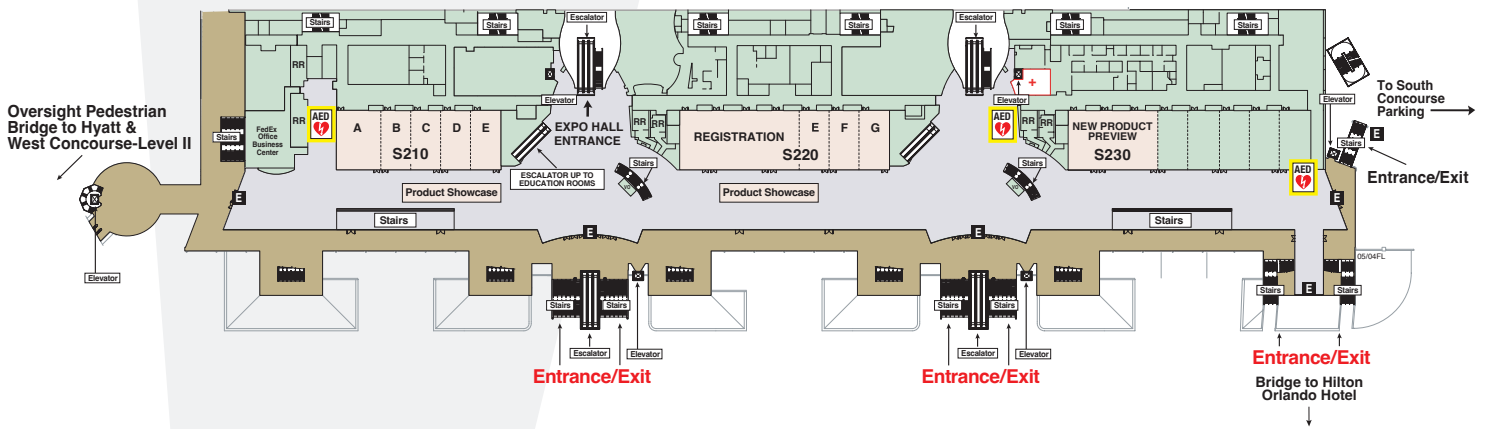 Stairs
Stairs
Escalator
Stairs
Stairs
Escalator
Stairs
Stairs
RR
Elevator
+
Elevator
Elevator
To South
Concourse
Parking
Oversight Pedestrian
Bridge to Hyatt &
West Concourse-Level II
Stairs
FedEx
Office
Business
Center
RR
AED
A
B
C
D
E
S210
EXPO HALL
ENTRANCE
ESCALATOR UP TO
EDUCATION ROOMS
RR
RR
Stairs
REGISTRATION
E
F
G
S220
AED
RR
RR
Stairs
NEW PRODUCT
PREVIEW
S230
AED
E
Stairs
Entrance/Exit
E
Product Showcase
Product Showcase
E
Stairs
Stairs
E
E
Elevator
Stairs
Stairs
Escalator
Elevator
Entrance/Exit
Stairs
Stairs
Escalator
Elevator
Entrance/Exit
05/04FL
Stairs
Stairs
E
Entrance/Exit
Bridge to Hilton
Orlando Hotel